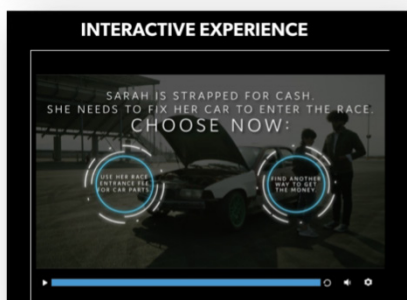 INTERACTIVE EXPERIENCE
SARAH IS STRAPPED FOR CASH.
SHE NEEDS TO FIX HER CAR TO ENTER THE RACE.
CHOOSE NOW:
USE HER RACE
ENTRANCE FEE
FOR CAR PARTS.
FIND ANOTHER
WAY TO GET
THE MONEY.